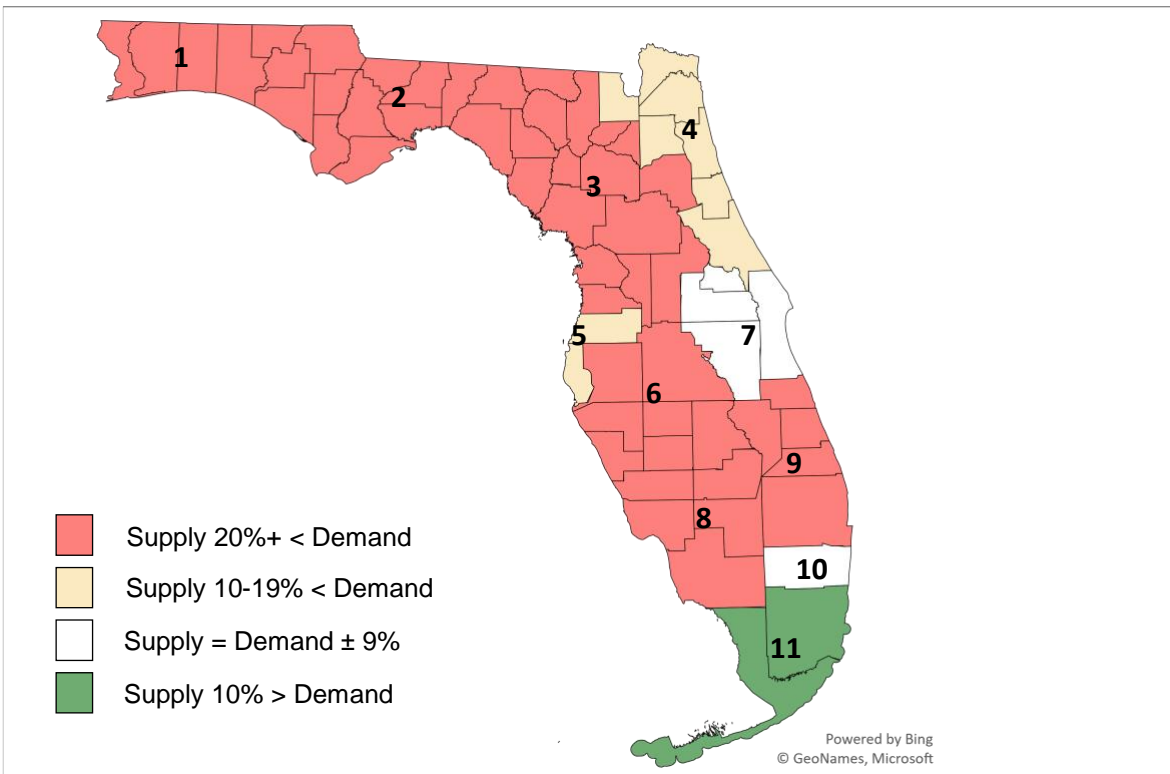 1
2
3
4
5
6
7
8
9
10
11
Supply 20%+ < Demand
Supply 10-19% < Demand
Supply = Demand ± 9%
Supply 10% > Demand
Powered by Bing
© GeoNames, Microsoft